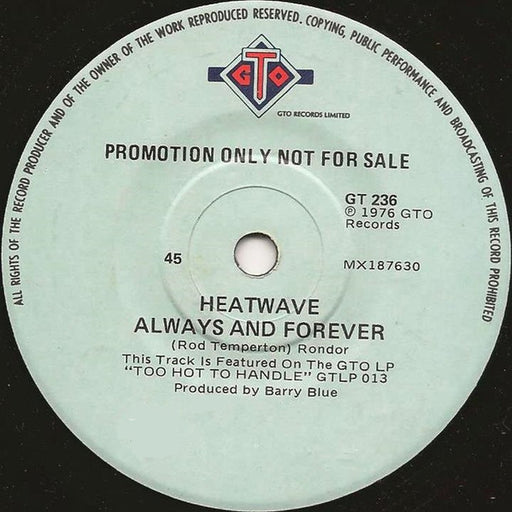 ALL RIGHTS OF THE RECORD PRODUCER AND OF THE OWNER OF THE WORK REPRODUCED RESERVED. COPYING, PUBLIC PERFORMANCE AND BROADCASTING OF THIS RECORD PROHIBITED
GTO
GTO RECORDS LIMITED
PROMOTION ONLY NOT FOR SALE
GT 236
℗ 1976 GTO
Records
45
MX187630
HEATWAVE
ALWAYS AND FOREVER
(Rod Temperton) Rondor
This Track Is Featured On The GTO LP
“TOO HOT TO HANDLE” GTLP 013
Produced by Barry Blue